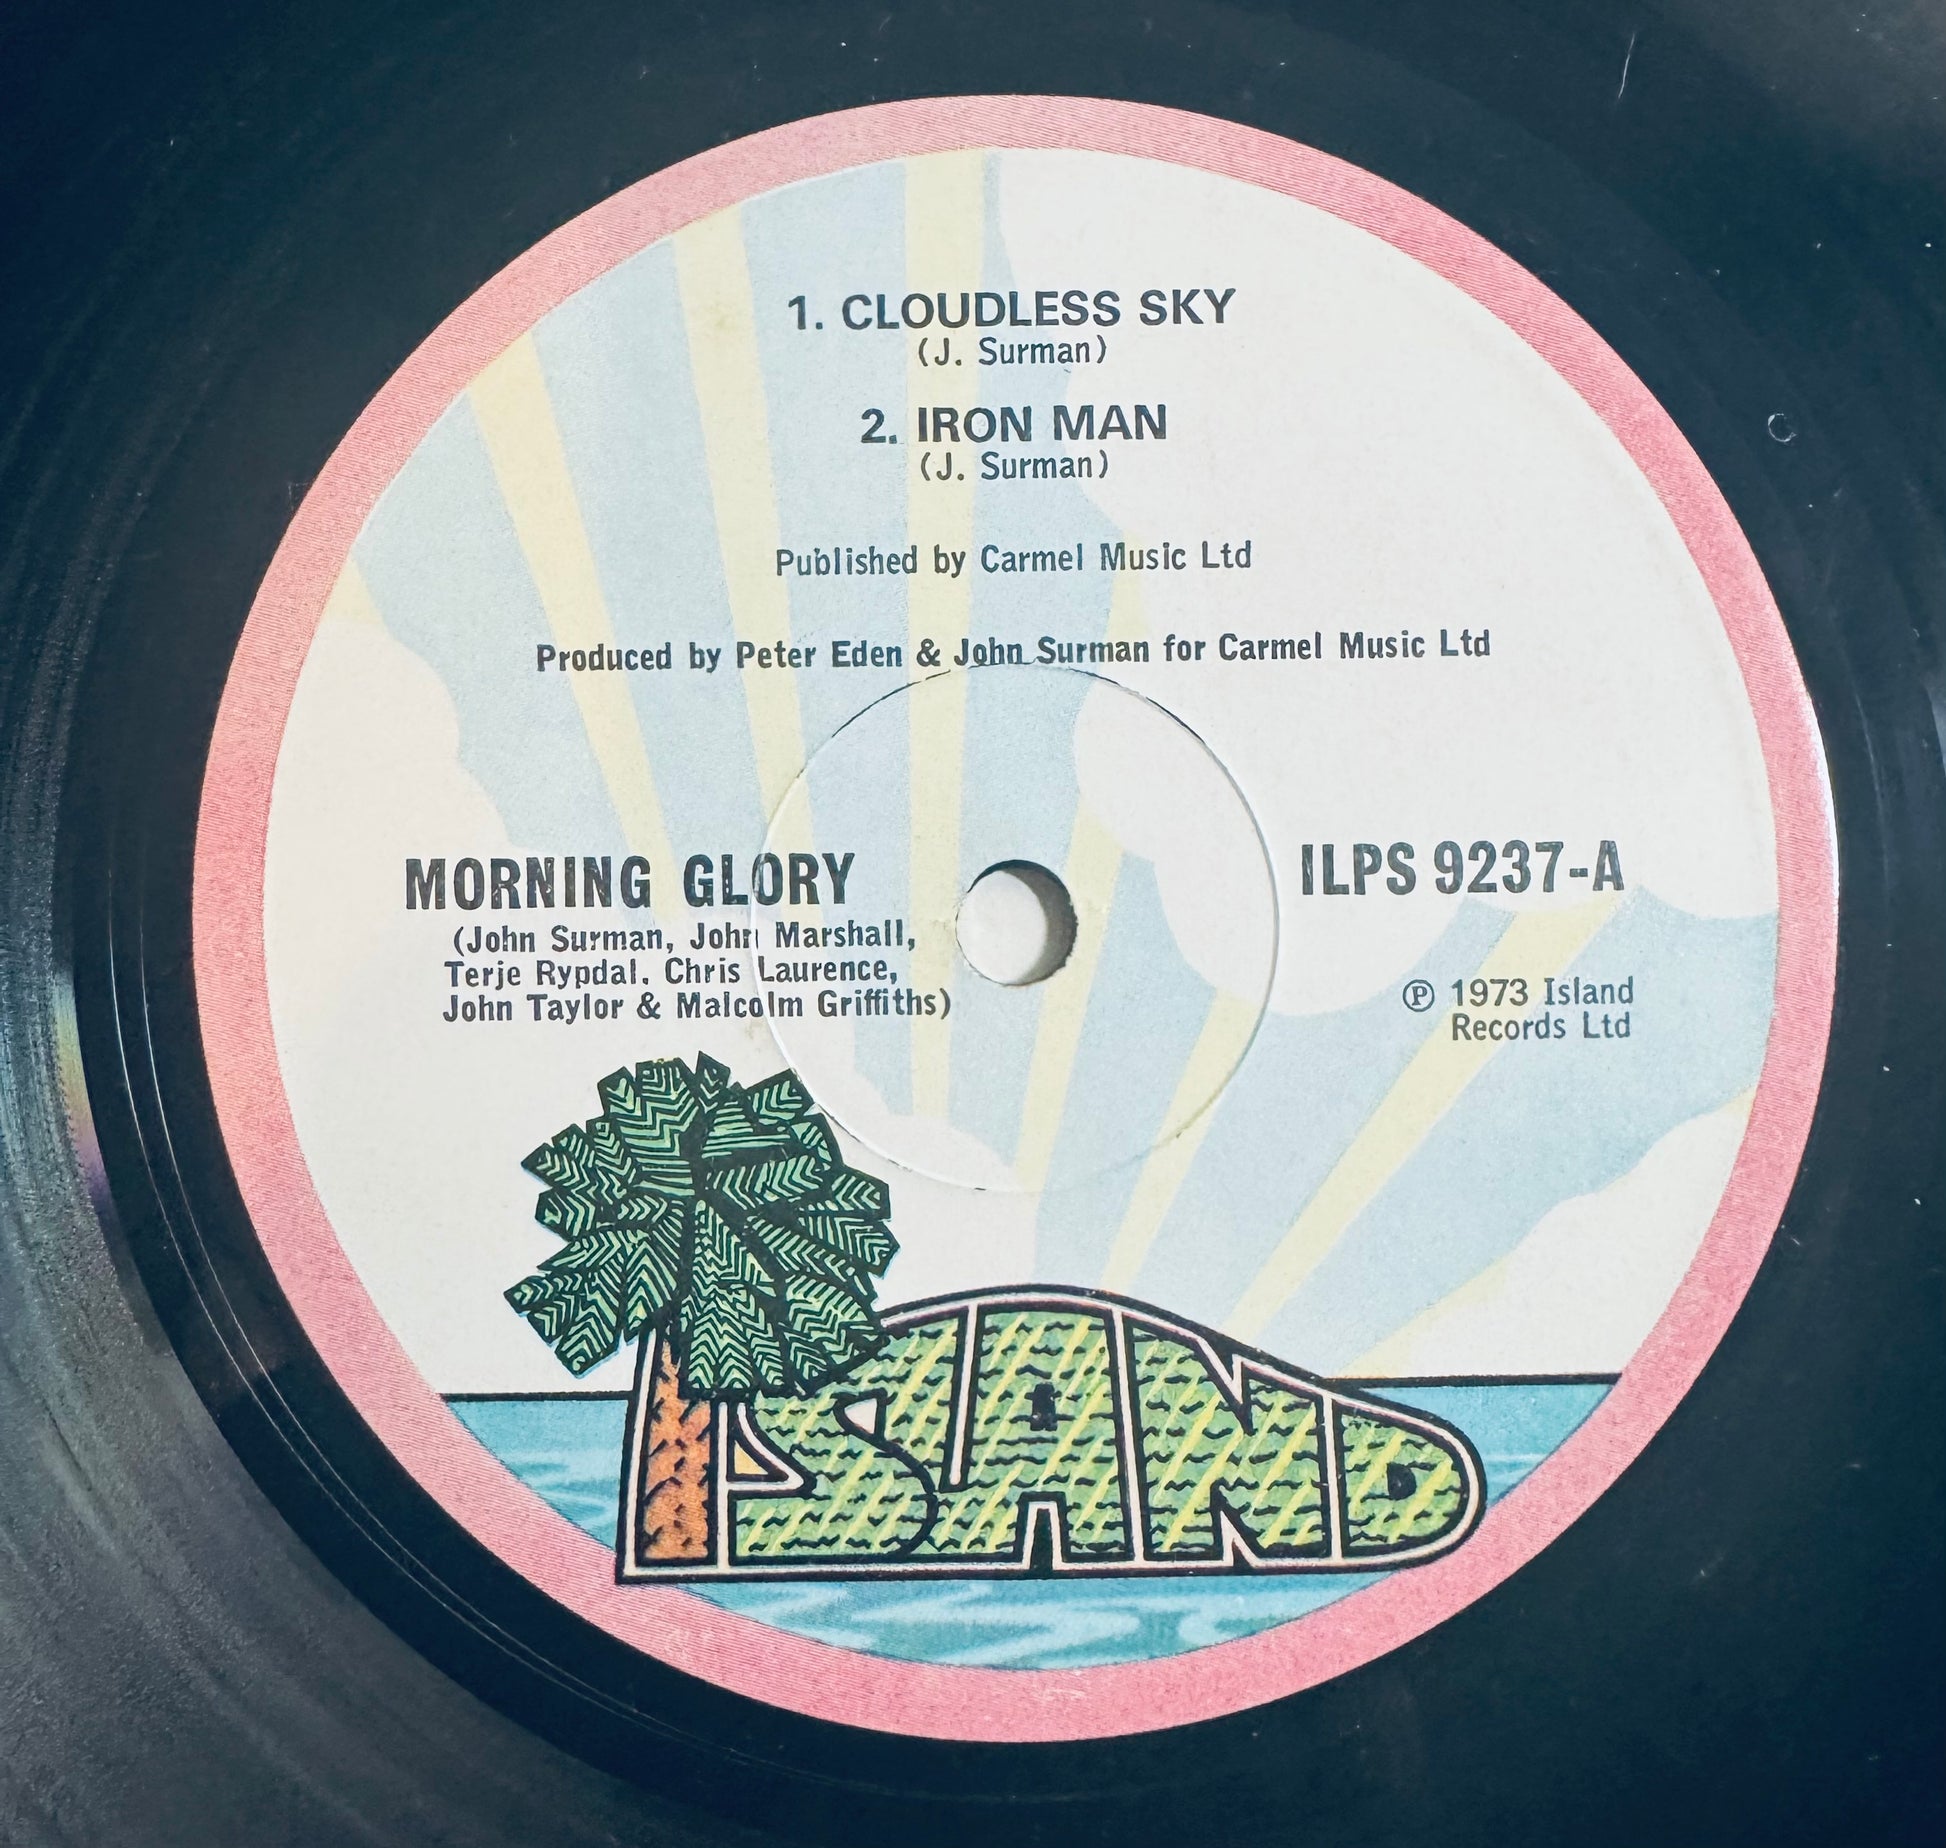 1. CLOUDLESS SKY
(J. Surman)
2. IRON MAN
(J. Surman)
Published by Carmel Music Ltd
Produced by Peter Eden & John Surman for Carmel Music Ltd
MORNING GLORY
(John Surman, John Marshall,
Terje Rypdal. Chris Laurence,
John Taylor & Malcolm Griffiths)
ILPS 9237-A
Ⓟ 1973 Island
Records Ltd
ISLAND